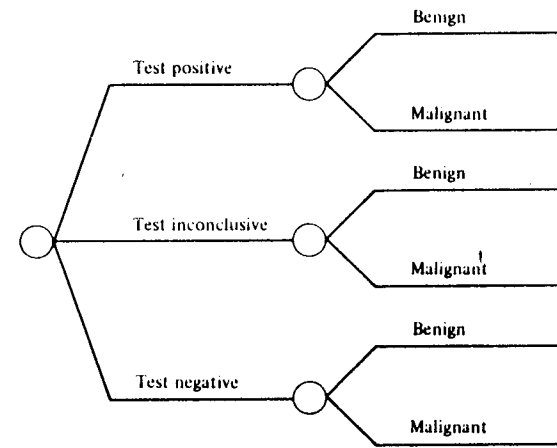 Benign
Test positive
Malignant
Benign
Test inconclusive
Malignant
Benign
Test negative
Malignant